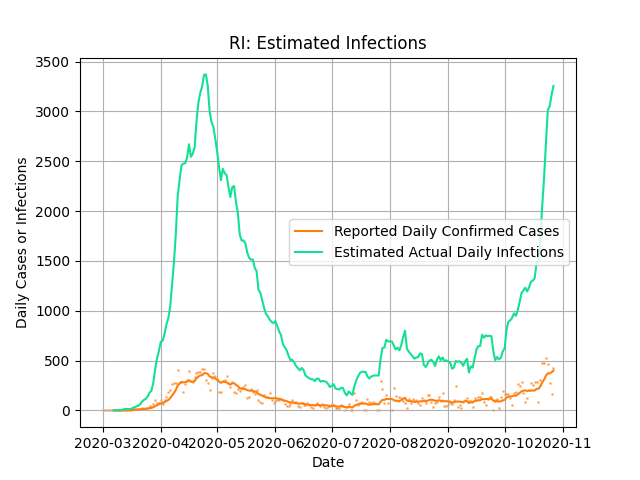 RI: Estimated Infections
Daily Cases or Infections
3500
3000
2500
2000
1500
1000
500
0
Reported Daily Confirmed Cases
Estimated Actual Daily Infections
2020-03 2020-04 2020-05 2020-06 2020-07 2020-08 2020-09 2020-10 2020-11
Date